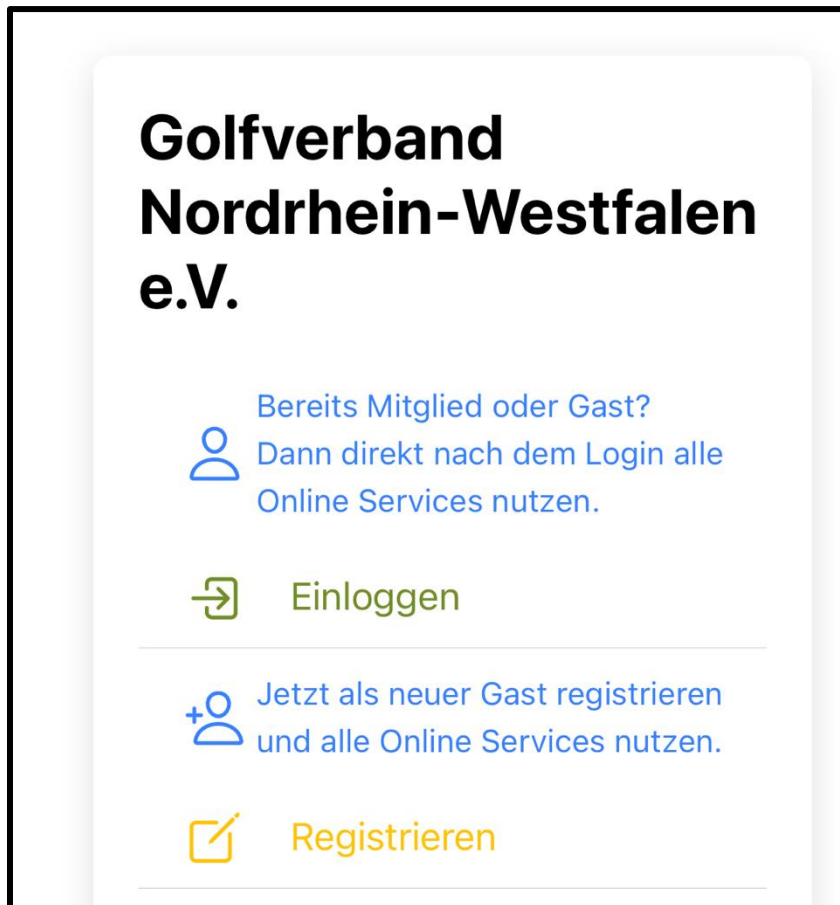 Golfverband
Nordrhein-Westfalen
e.V.
Bereits Mitglied oder Gast?
Dann direkt nach dem Login alle
Online Services nutzen.
Einloggen
Jetzt als neuer Gast registrieren
und alle Online Services nutzen.
Registrieren